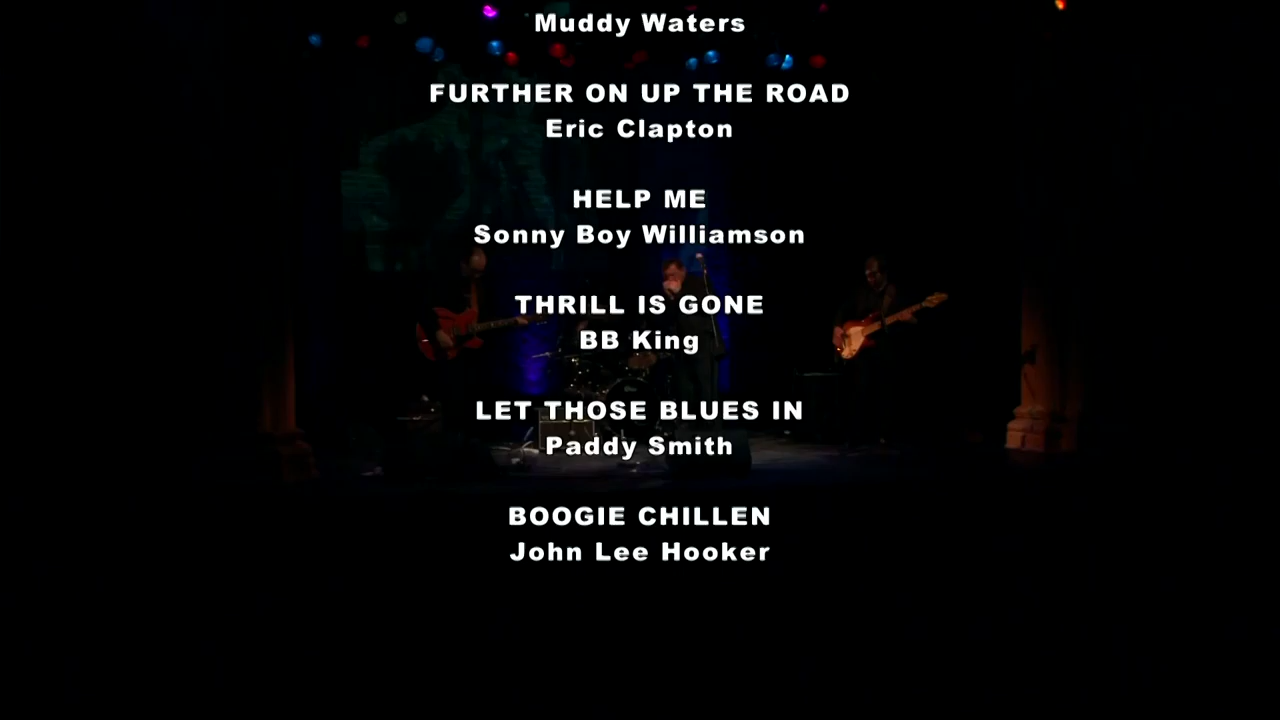 Muddy Waters
FURTHER ON UP THE ROAD
Eric Clapton
HELP ME
Sonny Boy Williamson
THRILL IS GONE
BB King
LET THOSE BLUES IN
Paddy Smith
BOOGIE CHILLEN
John Lee Hooker